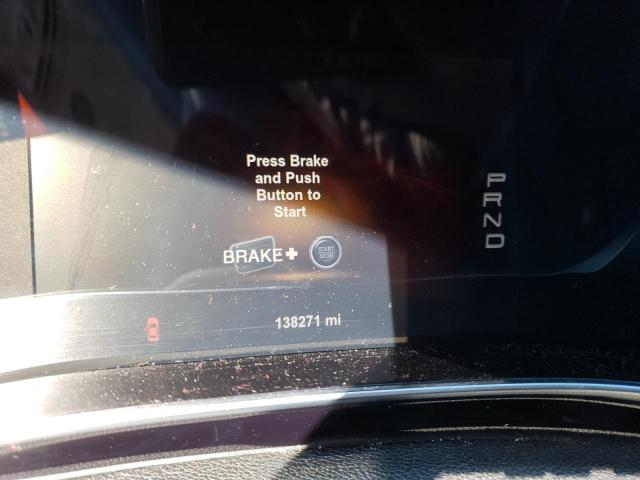 Press Brake
and Push
Button to
Start
BRAKE+
START
STOP
138271 mi
P
R
N
D